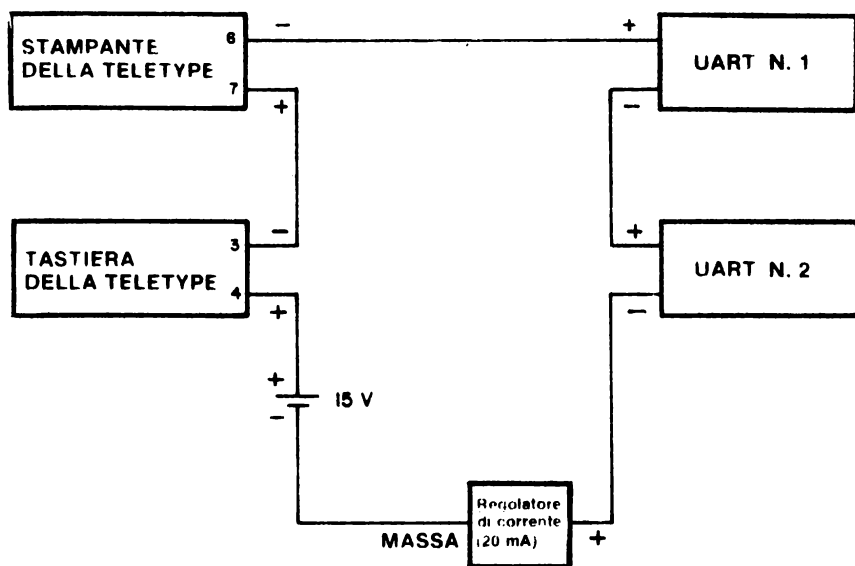 STAMPANTE
DELLA TELETYPE
6
7
−
+
+
−
UART N. 1
TASTIERA
DELLA TELETYPE
3
4
−
+
+
−
UART N. 2
+
−
15 V
MASSA
Regolatore
di corrente
(20 mA)
+